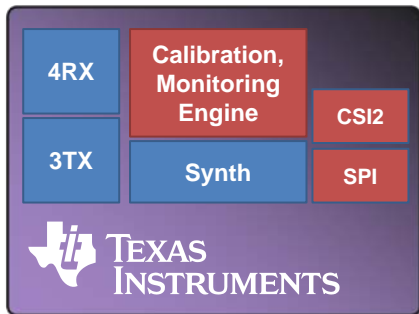 4RX
Calibration,
Monitoring
Engine
CSI2
3TX
Synth
SPI
TEXAS
INSTRUMENTS